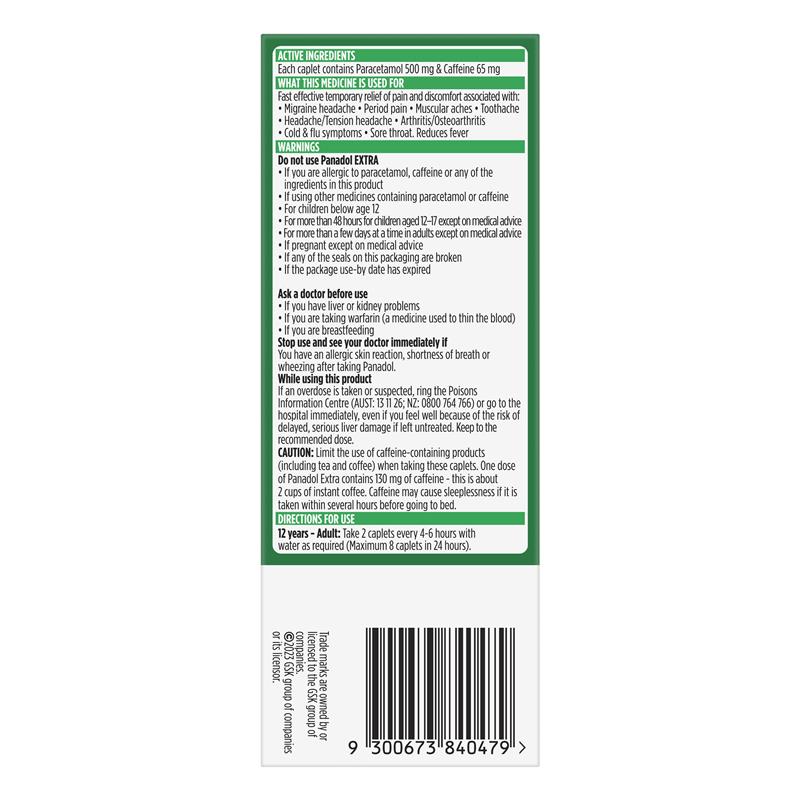 ACTIVE INGREDIENTS
Each caplet contains Paracetamol 500 mg & Caffeine 65 mg
WHAT THIS MEDICINE IS USED FOR
Fast effective temporary relief of pain and discomfort associated with:
• Migraine headache • Period pain • Muscular aches • Toothache
• Headache/Tension headache • Arthritis/Osteoarthritis
• Cold & flu symptoms • Sore throat. Reduces fever
WARNINGS
Do not use Panadol EXTRA
• If you are allergic to paracetamol, caffeine or any of the
ingredients in this product
• If using other medicines containing paracetamol or caffeine
• For children below age 12
• For more than 48 hours for children aged 12–17 except on medical advice
• For more than a few days at a time in adults except on medical advice
• If pregnant except on medical advice
• If any of the seals on this packaging are broken
• If the package use-by date has expired
Ask a doctor before use
• If you have liver or kidney problems
• If you are taking warfarin (a medicine used to thin the blood)
• If you are breastfeeding
Stop use and see your doctor immediately if
You have an allergic skin reaction, shortness of breath or
wheezing after taking Panadol.
While using this product
If an overdose is taken or suspected, ring the Poisons
Information Centre (AUST: 13 11 26; NZ: 0800 764 766) or go to the
hospital immediately, even if you feel well because of the risk of
delayed, serious liver damage if left untreated. Keep to the
recommended dose.
CAUTION: Limit the use of caffeine-containing products
(including tea and coffee) when taking these caplets. One dose
of Panadol Extra contains 130 mg of caffeine - this is about
2 cups of instant coffee. Caffeine may cause sleeplessness if it is
taken within several hours before going to bed.
DIRECTIONS FOR USE
12 years – Adult: Take 2 caplets every 4-6 hours with
water as required (Maximum 8 caplets in 24 hours).
Trade marks are owned by or
licensed to the GSK group of
companies.
©2023 GSK group of companies
or its licensor.
9 300673 840479 >